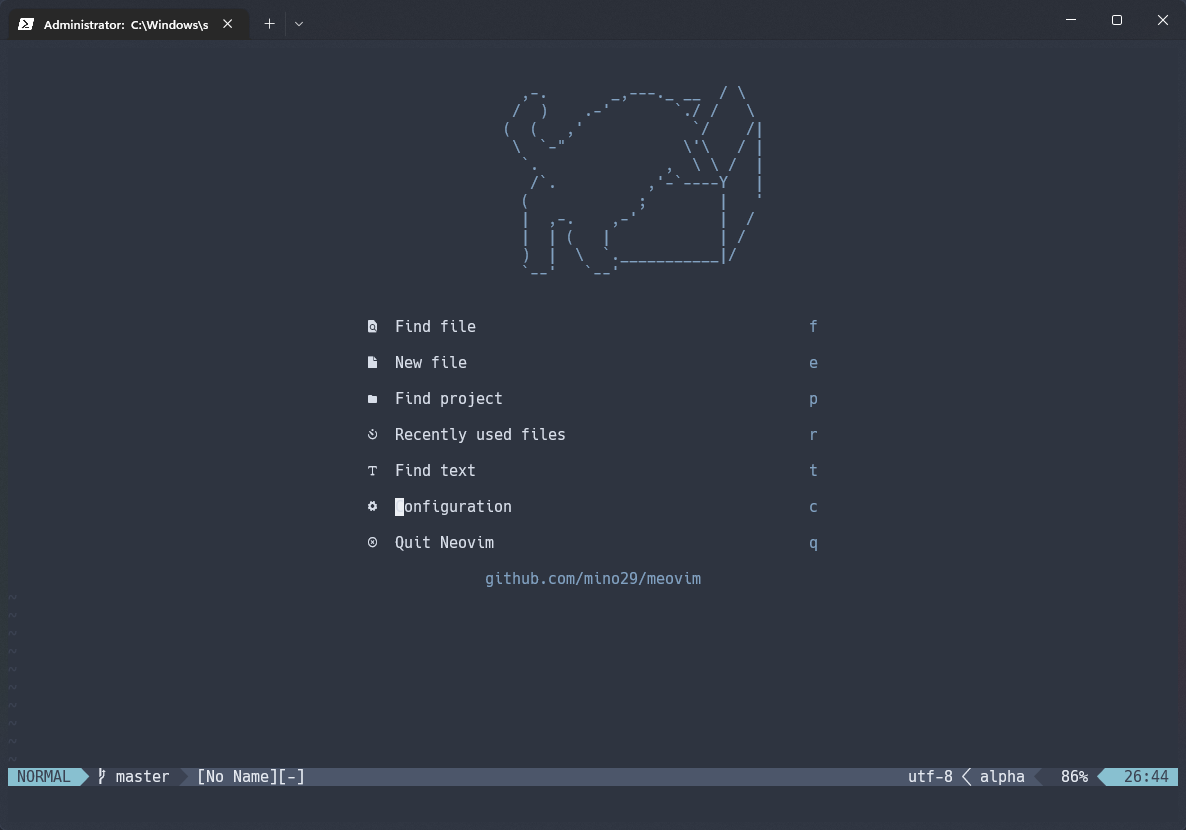 Administrator: C:\Windows\s
Find file f
New file e
Find project p
Recently used files r
Find text t
Configuration c
Quit Neovim q
github.com/mino29/meovim
NORMAL master [No Name][-] utf-8 alpha 86% 26:44